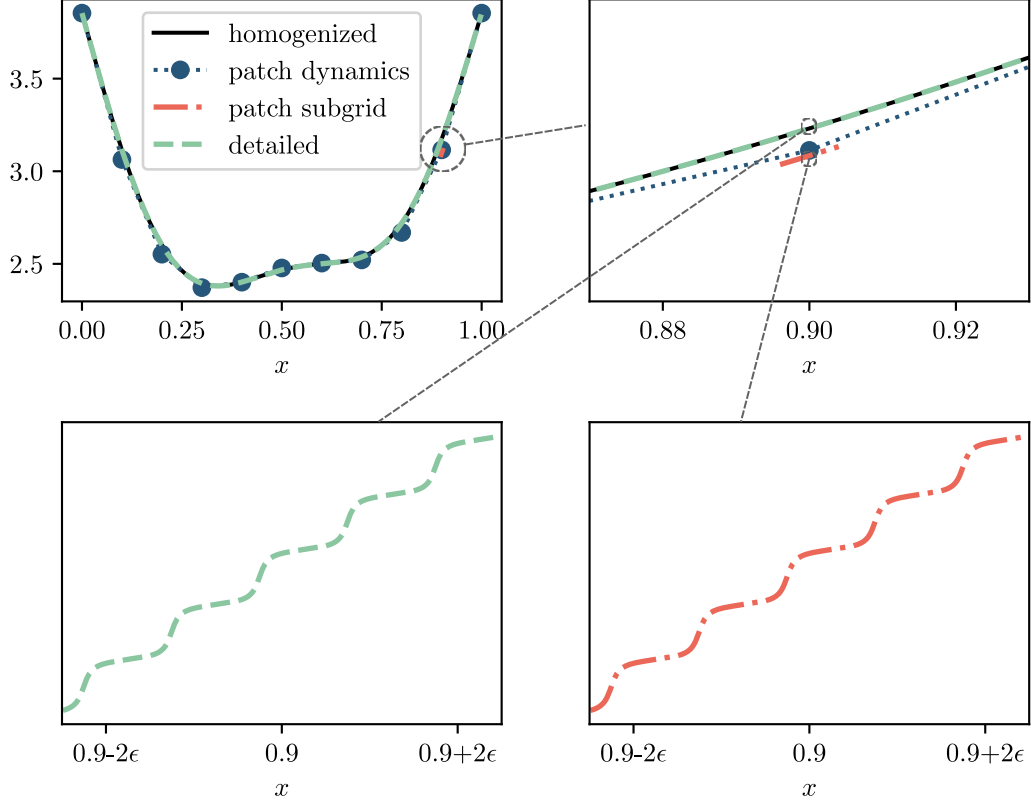 homogenized
patch dynamics
patch subgrid
detailed
3.5
3.0
2.5
0.00 0.25 0.50 0.75 1.00
x
0.88 0.90 0.92
x
0.9-2ϵ 0.9 0.9+2ϵ
x
0.9-2ϵ 0.9 0.9+2ϵ
x